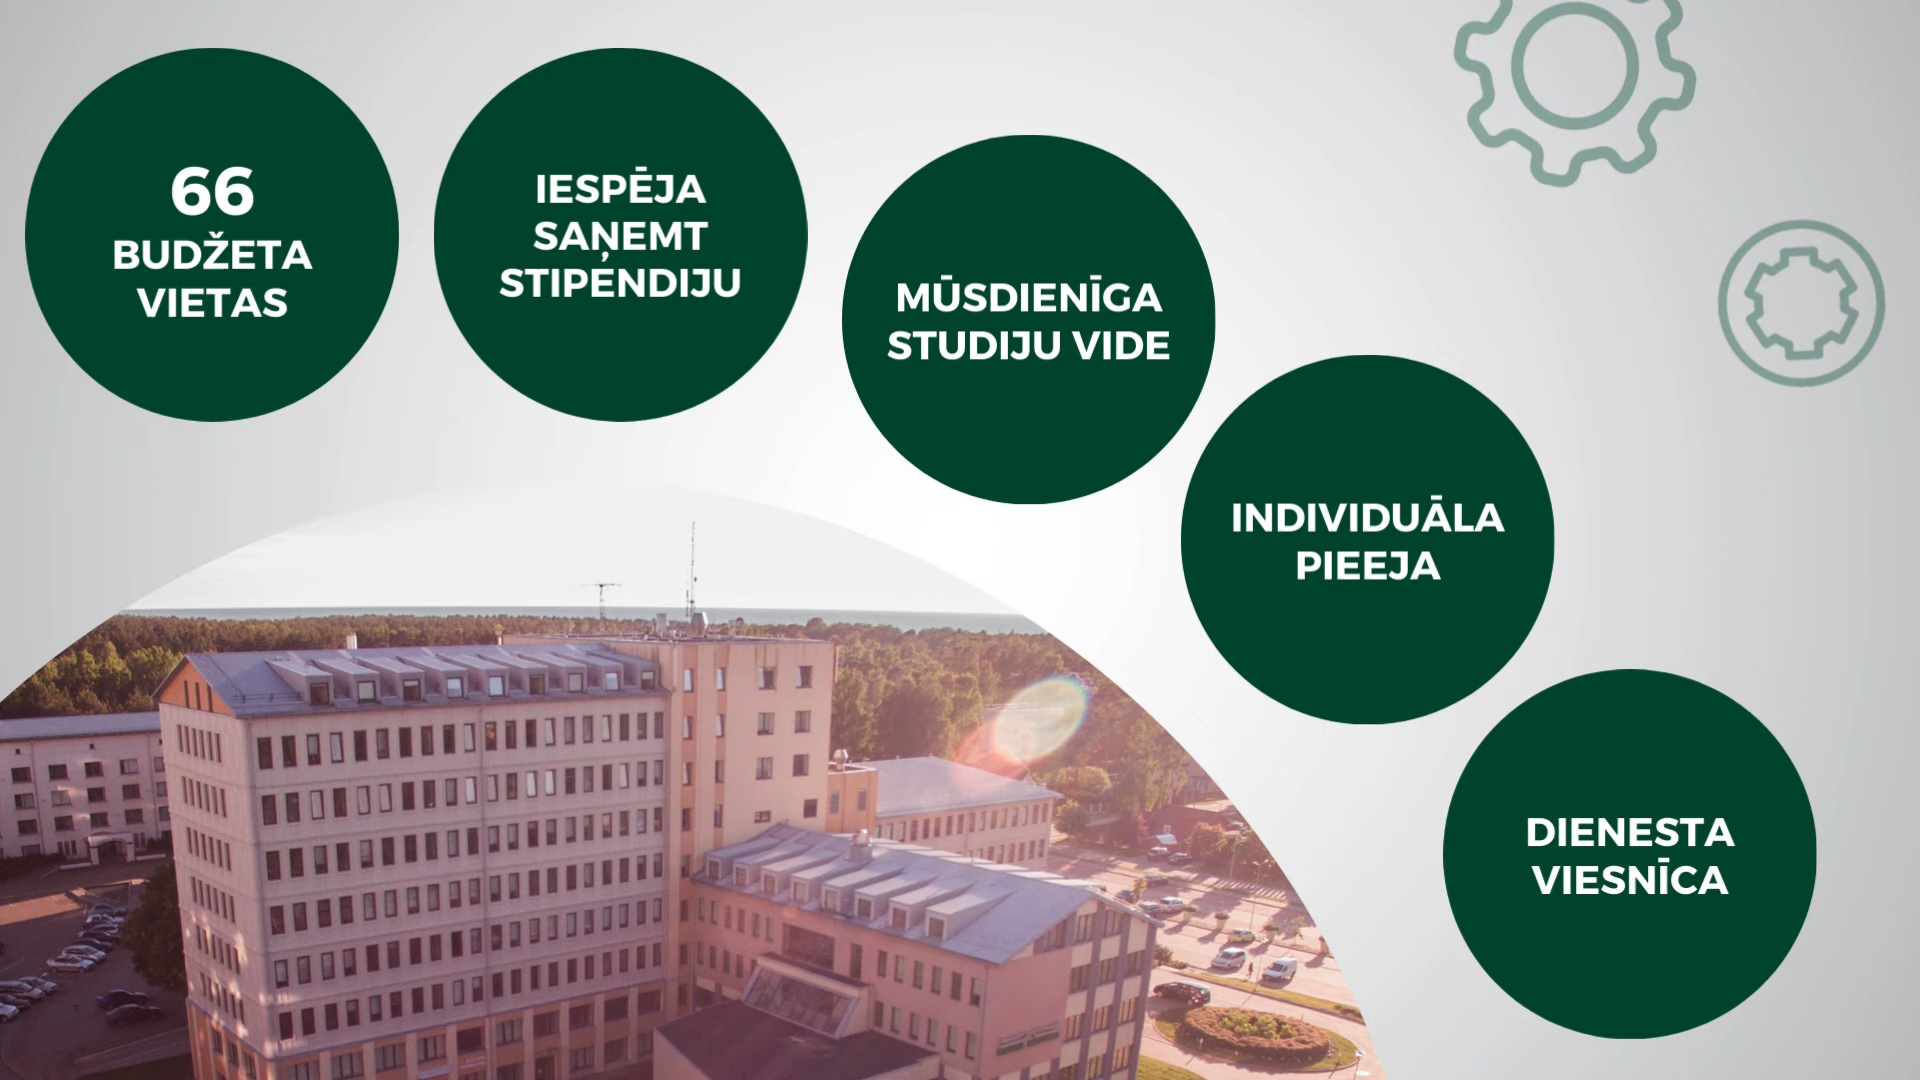 66
BUDŽETA
VIETAS
IESPĒJA
SAŅEMT
STIPENDIJU
MŪSDIENĪGA
STUDIJU VIDE
INDIVIDUĀLA
PIEEJA
DIENESTA
VIESNĪCA